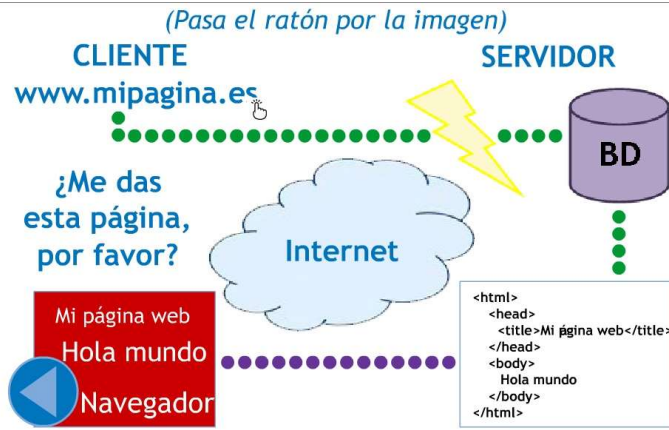 (Pasa el ratón por la imagen)
CLIENTE
www.mipagina.es
SERVIDOR
BD
¿Me das
esta página,
por favor?
Internet
Mi página web
Hola mundo
Navegador
<html>
<head>
<title>Mi página web</title>
</head>
<body>
Hola mundo
</body>
</html>